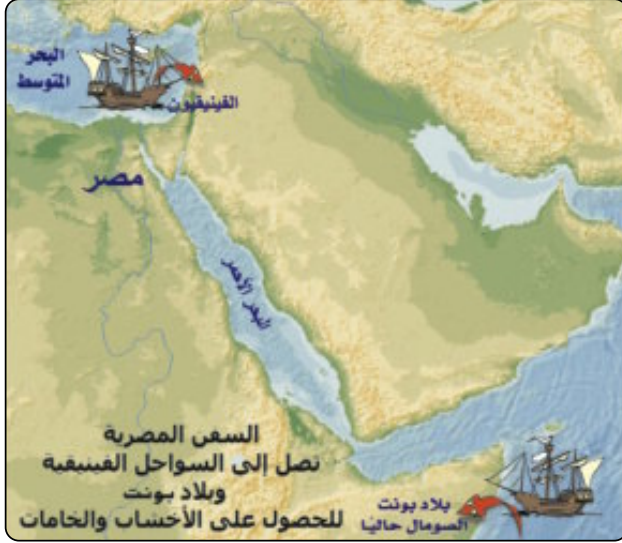 البحر
المتوسط
الفينيقيون
مصر
البحر الأحمر
السفن المصرية
تصل إلى السواحل الفينيقية
وبلاد بونت
للحصول على الأخشاب والخامات
بلاد بونت
الصومال حاليا